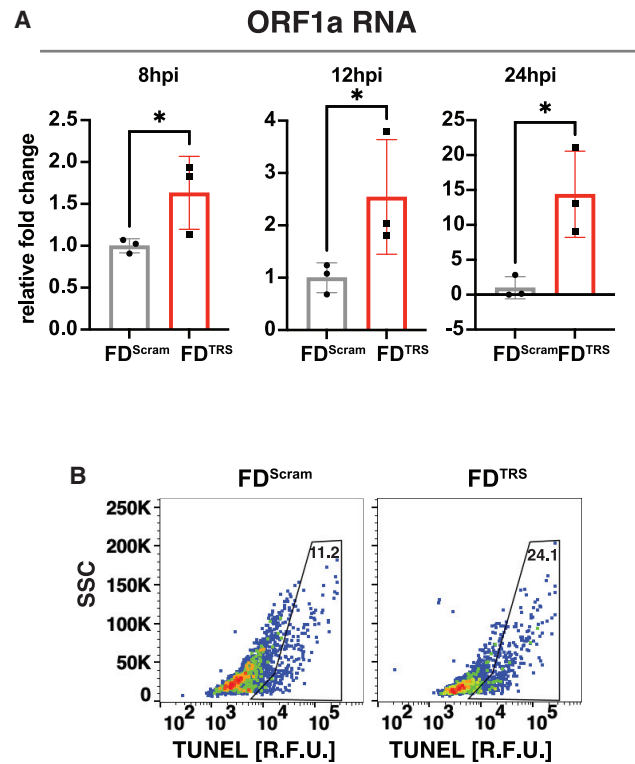 A
ORF1a RNA
8hpi 12hpi 24hpi
relative fold change
2.5
2.0
1.5
1.0
0.5
0.0
*
FDScram FDTRS
4
3
2
1
0
*
FDScram FDTRS
25
20
15
10
5
0
-5
*
FDScram FDTRS
B
FDScram FDTRS
SSC
250K
200K
150K
100K
50K
0
11.2
24.1
10² 10³ 10⁴ 10⁵
10² 10³ 10⁴ 10⁵
TUNEL [R.F.U.] TUNEL [R.F.U.]